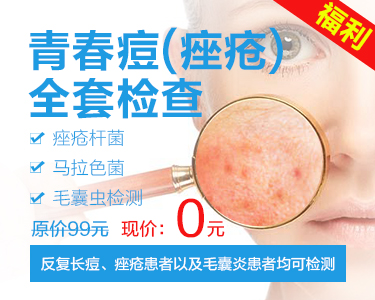 福利
青春痘(痤疮)
全套检查
痤疮杆菌
马拉色菌
毛囊虫检测
原价99元 现价：0元
反复长痘、痤疮患者以及毛囊炎患者均可检测